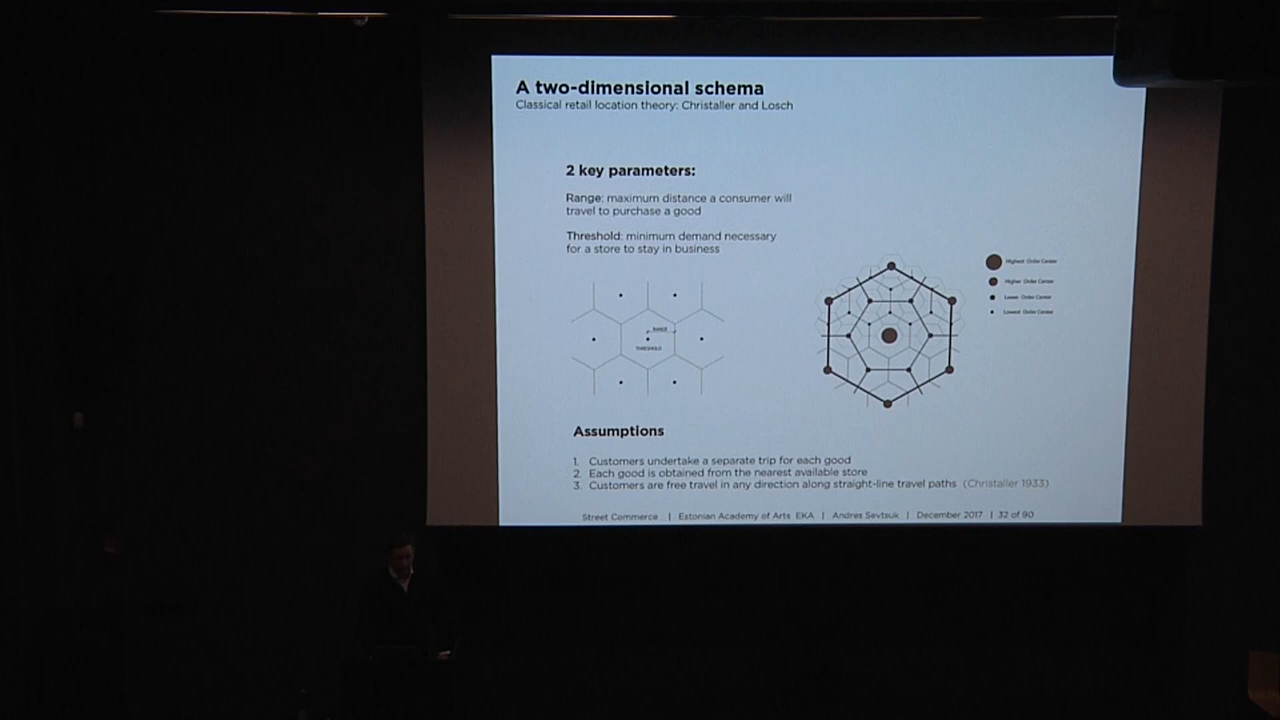 A two-dimensional schema
Classical retail location theory: Christaller and Losch
2 key parameters:
Range: maximum distance a consumer will
travel to purchase a good
Threshold: minimum demand necessary
for a store to stay in business
RANGE
THRESHOLD
Highest Order Center
Higher Order Center
Lower Order Center
Lowest Order Center
Assumptions
1. Customers undertake a separate trip for each good
2. Each good is obtained from the nearest available store
3. Customers are free travel in any direction along straight-line travel paths (Christaller 1933)
Street Commerce | Estonian Academy of Arts EKA | Andres Sevtsuk | December 2017 | 32 of 90